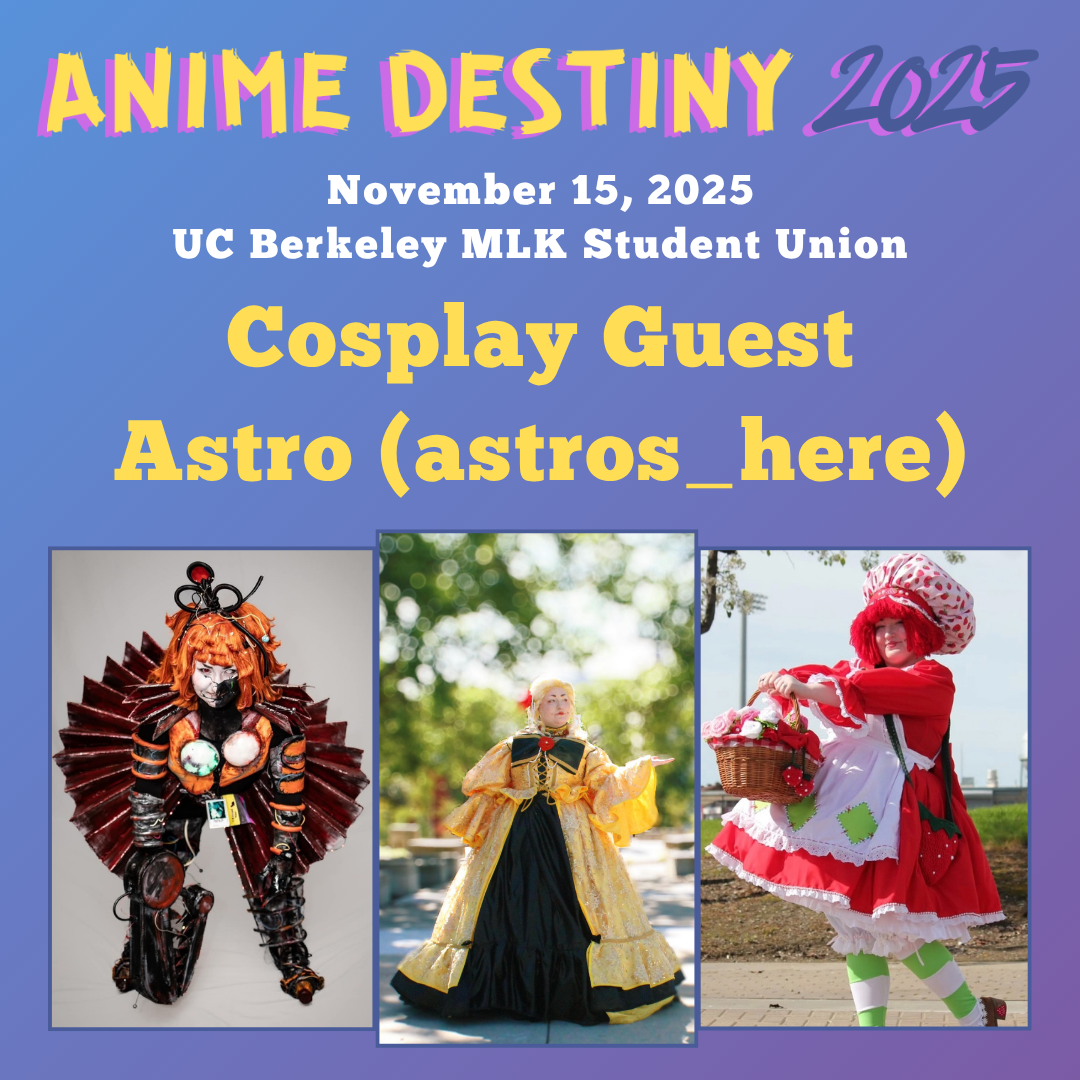 ANIME DESTINY 2025
November 15, 2025
UC Berkeley MLK Student Union
Cosplay Guest
Astro (astros_here)